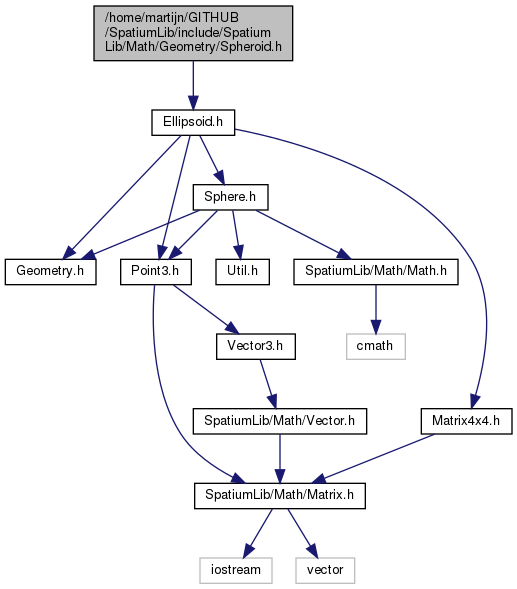 /home/martijn/GITHUB
/SpatiumLib/include/Spatium
Lib/Math/Geometry/Spheroid.h
Ellipsoid.h
Sphere.h
Geometry.h
Point3.h
Util.h
SpatiumLib/Math/Math.h
Vector3.h
cmath
SpatiumLib/Math/Vector.h
Matrix4x4.h
SpatiumLib/Math/Matrix.h
iostream
vector